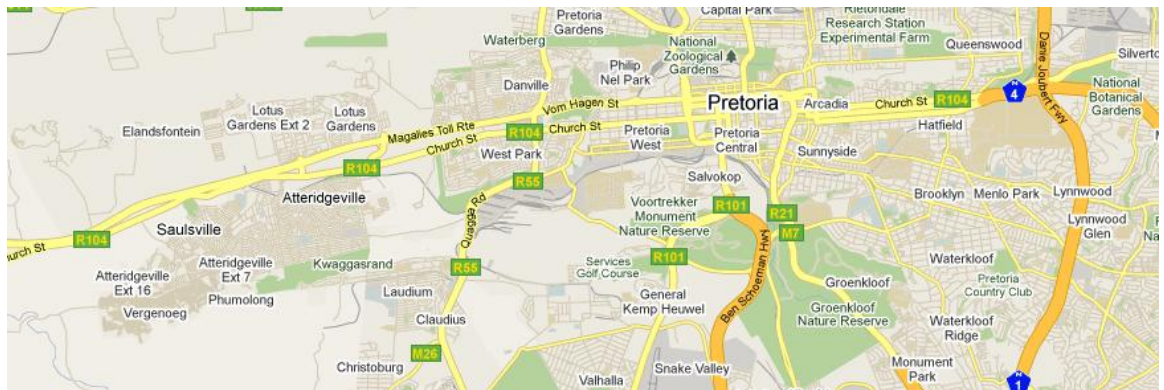 Pretoria
Gardens
Capital Park
Rietondale
Research Station
Experimental Farm
Waterberg
National
Zoological
Gardens
Queenswood
Danie Joubert Fwy
Silverto
Danville
Philip
Nel Park
National
Botanical
Gardens
Lotus
Gardens Ext 2
Lotus
Gardens
Vom Hagen St
Pretoria
Arcadia
Church St
R104
N
4
Elandsfontein
Magalies Toll Rte
R104
Church St
Hatfield
Church St
West Park
Pretoria
West
Pretoria
Central
Sunnyside
R104
R55
Salvokop
Atteridgeville
Quagga Rd
Voortrekker
Monument
Nature Reserve
R101
R21
Brooklyn
Menlo Park
Lynnwood
Lynnwood
Glen
M7
Saulsville
R104
Church St
Atteridgeville
Ext 7
Kwaggasrand
R55
Services
Golf Course
R101
Ben Schoeman Hwy
Waterkloof
Atteridgeville
Ext 16
Phumolong
Laudium
General
Kemp Heuwel
Groenkloof
Pretoria
Country Club
Vergenoeg
Claudius
Groenkloof
Nature Reserve
Waterkloof
Ridge
M26
Christoburg
Snake Valley
Valhalla
Monument
Park
N
1